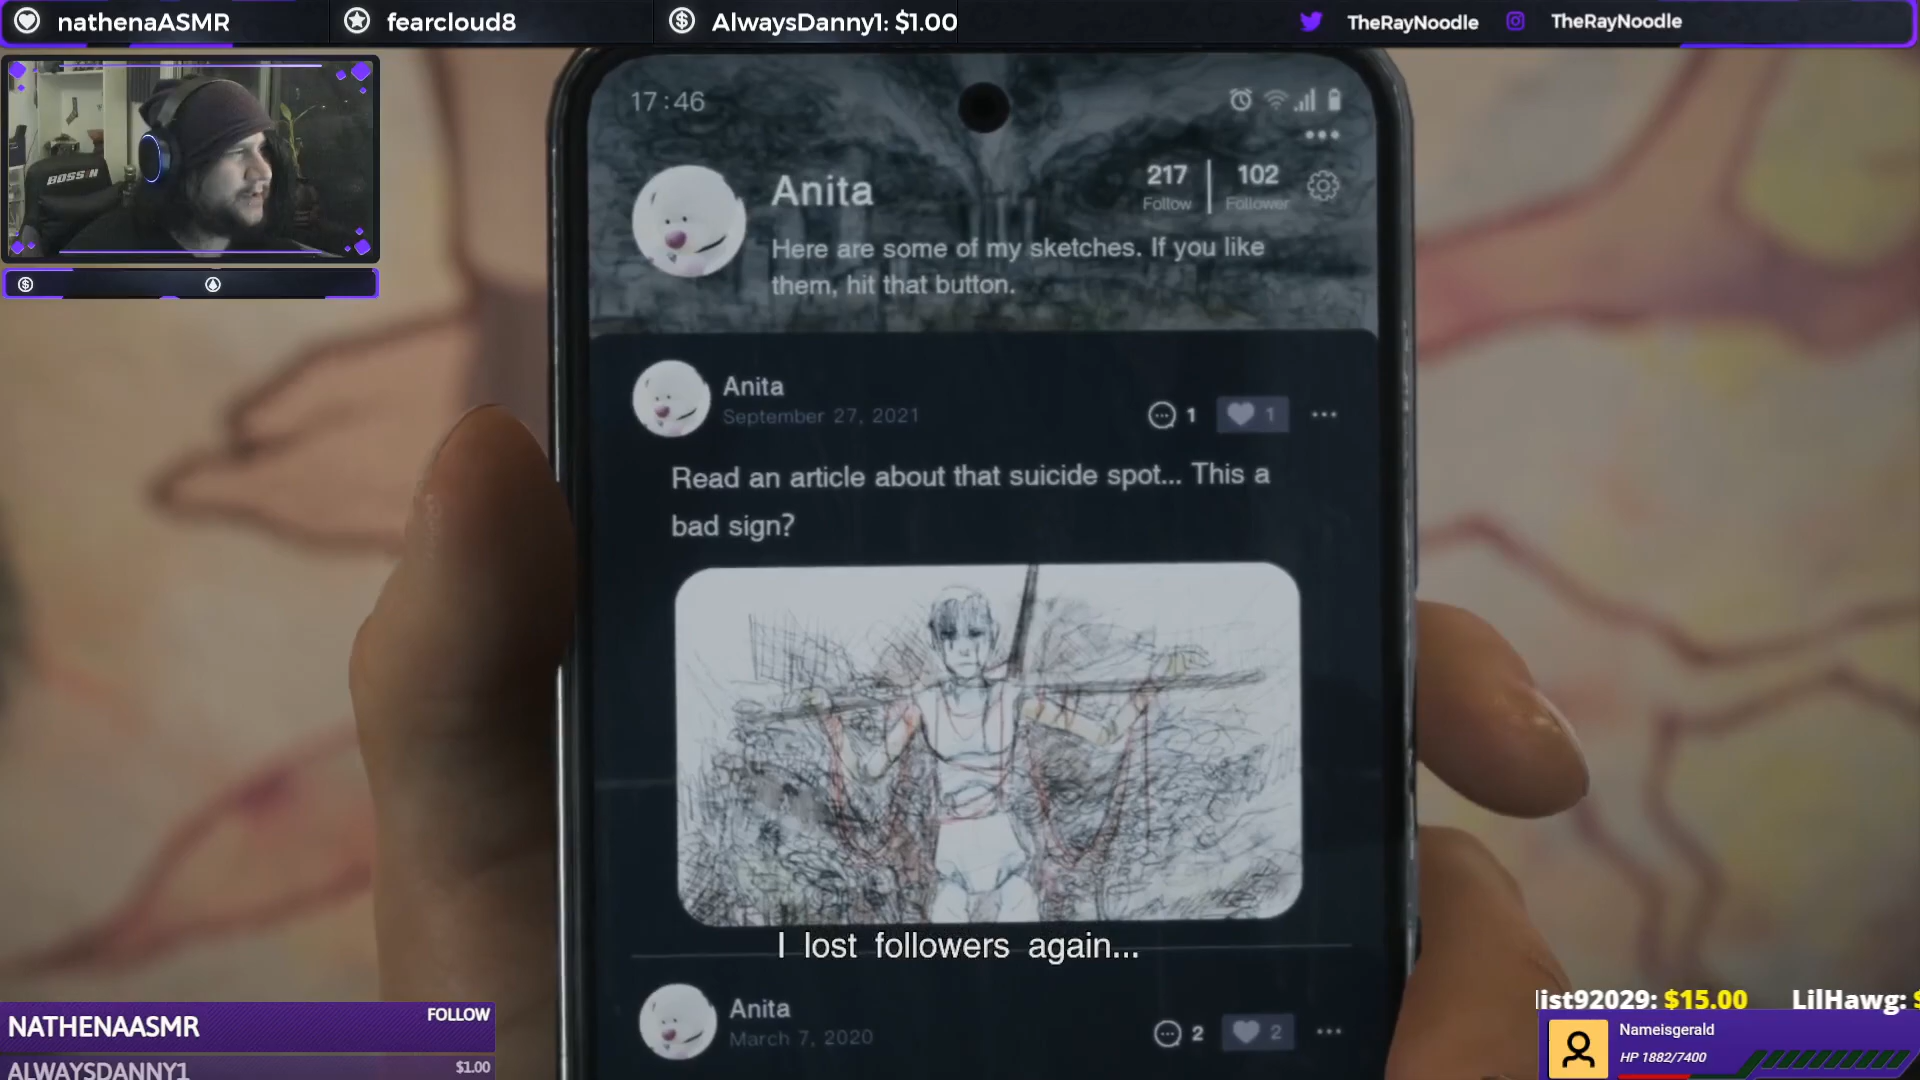 nathenaASMR
fearcloud8
AlwaysDanny1: $1.00
TheRayNoodle
TheRayNoodle
BOSSIN
17:46
Anita
217
Follow
102
Follower
Here are some of my sketches. If you like
them, hit that button.
Anita
September 27, 2021
1
1
Read an article about that suicide spot... This a
bad sign?
I lost followers again...
Anita
March 7, 2020
2
2
NATHENAASMR
FOLLOW
ALWAYSDANNY1
$1.00
list92029: $15.00
LilHawg:
Nameisgerald
HP 1882/7400